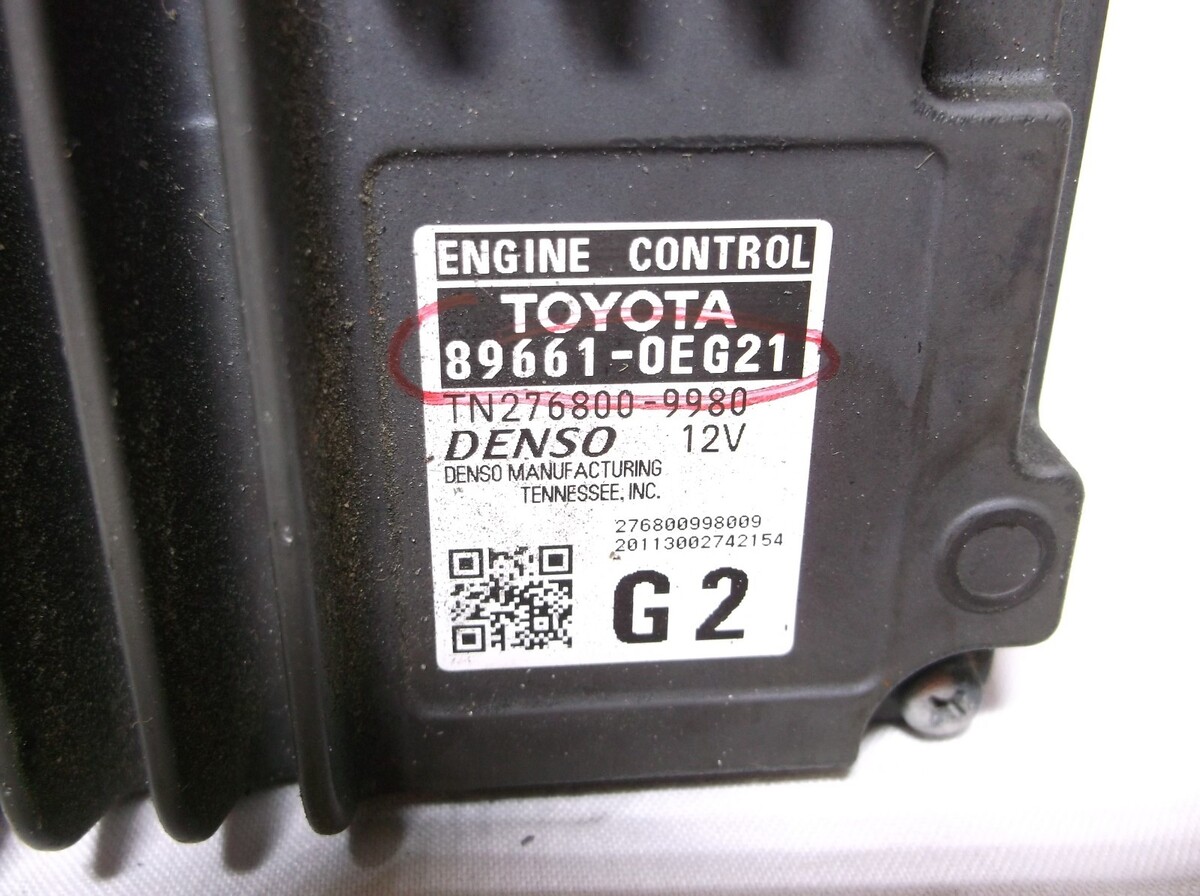 ENGINE CONTROL
TOYOTA
89661-0EG21
TN276800-9980
DENSO 12V
DENSO MANUFACTURING
TENNESSEE, INC.
276800998009
20113002742154
G2